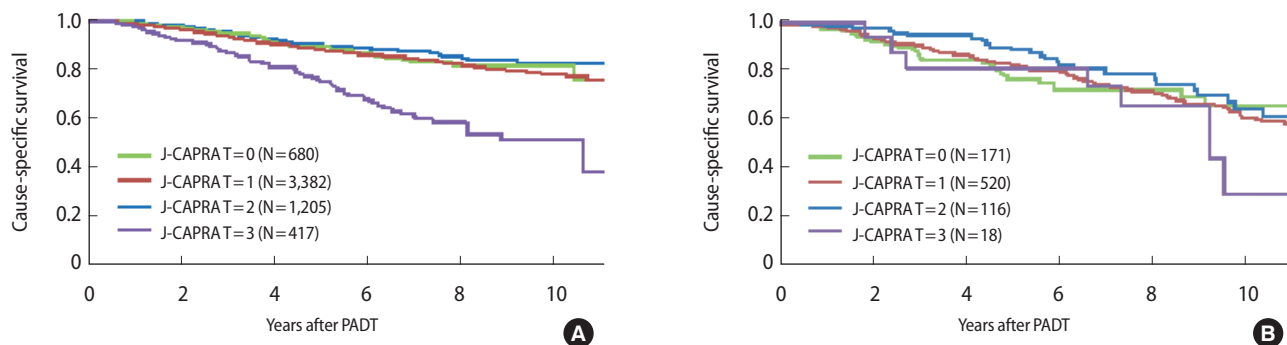 Cause-specific survival
1.0
0.8
0.6
0.4
0.2
0
J-CAPRA T=0 (N=680)
J-CAPRA T=1 (N=3,382)
J-CAPRA T=2 (N=1,205)
J-CAPRA T=3 (N=417)
0 2 4 6 8 10
Years after PADT
A
Cause-specific survival
1.0
0.8
0.6
0.4
0.2
0
J-CAPRA T=0 (N=171)
J-CAPRA T=1 (N=520)
J-CAPRA T=2 (N=116)
J-CAPRA T=3 (N=18)
0 2 4 6 8 10
Years after PADT
B